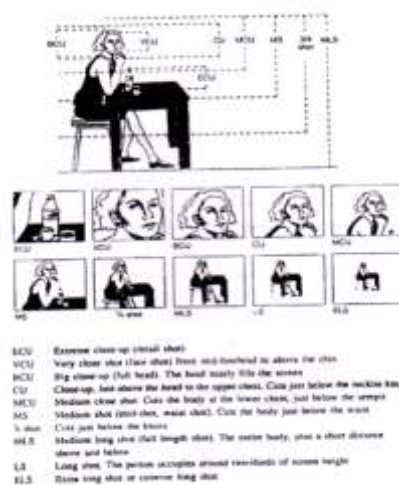 BCU VCU CU MCU MS 3/4 shot MLS
ECU
ECU VCU BCU CU MCU
MS ¾ shot MLS LS ELS
ECU Extreme close-up (detail shot)
VCU Very close shot (face shot) from mid-forehead to above the chin
BCU Big close-up (full head). The head nearly fills the screen
CU Close-up. Just above the head to the upper chest. Cuts just below the necktie knot
MCU Medium close shot. Cuts the body at the lower chest, just below the armpit
MS Medium shot (mid-shot, waist shot). Cuts the body just below the waist
¾ shot Cuts just below the knees
MLS Medium long shot (full length shot). The entire body, plus a short distance
above and below
LS Long shot. The person occupies around two-thirds of screen height
ELS Extra long shot or extreme long shot